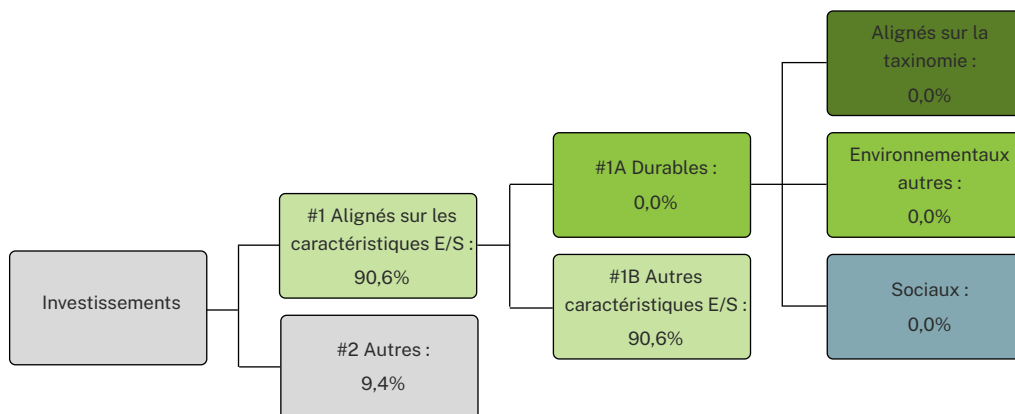 Investissements
#1 Alignés sur les
caractéristiques E/S :
90,6%
#2 Autres :
9,4%
#1A Durables :
0,0%
#1B Autres
caractéristiques E/S :
90,6%
Alignés sur la
taxinomie :
0,0%
Environnementaux
autres :
0,0%
Sociaux :
0,0%